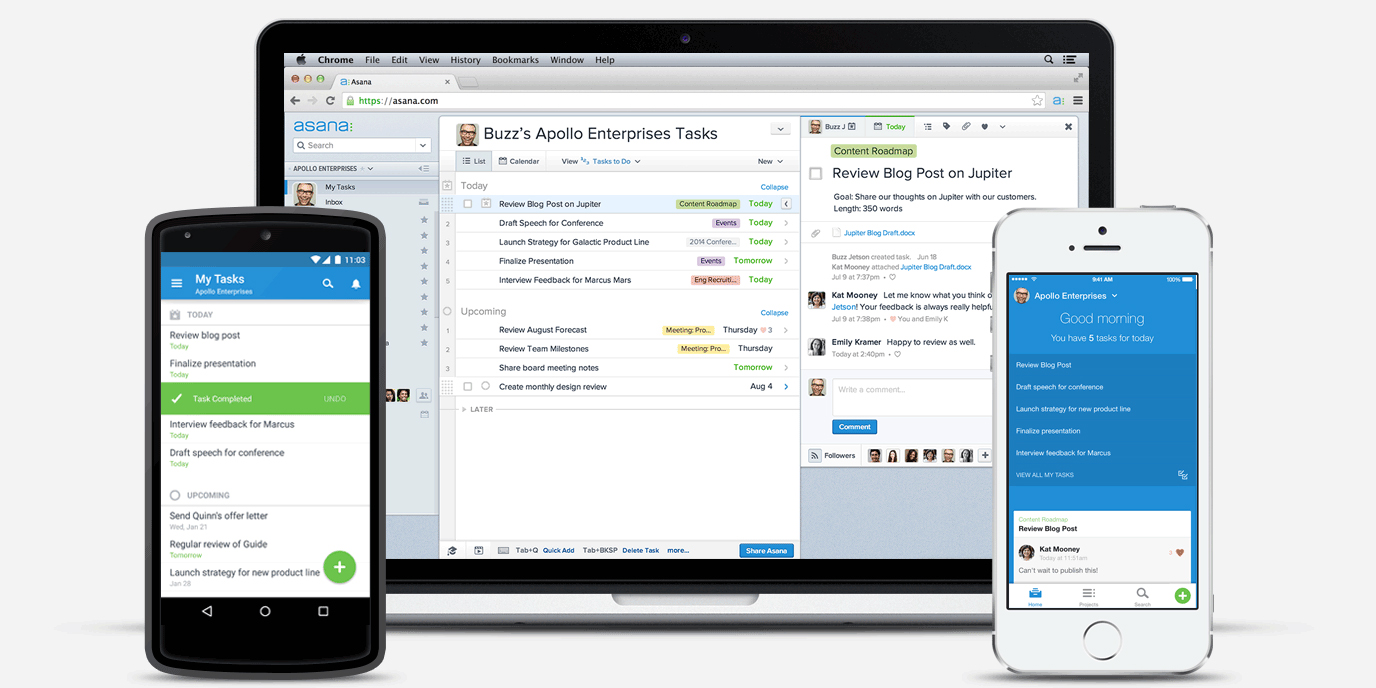 Chrome File Edit View History Bookmarks Window Help
a: Asana
https://asana.com
a:
asana:
Search
APOLLO ENTERPRISES
My Tasks
Inbox
Buzz's Apollo Enterprises Tasks
List Calendar View Tasks to Do New
Today Collapse
Review Blog Post on Jupiter Content Roadmap Today
2 Draft Speech for Conference Events Today
3 Launch Strategy for Galactic Product Line 2014 Confere... Today
4 Finalize Presentation Events Tomorrow
5 Interview Feedback for Marcus Mars Eng Recruiti... Today
Upcoming Collapse
1 Review August Forecast Meeting: Pro... Thursday 3
2 Review Team Milestones Meeting: Pro... Thursday
3 Share board meeting notes Tomorrow
Create monthly design review Aug 4
LATER
Tab+Q Quick Add Tab+BKSP Delete Task more... Share Asana
Buzz J Today
Content Roadmap
Review Blog Post on Jupiter
Goal: Share our thoughts on Jupiter with our customers.
Length: 350 words
Jupiter Blog Draft.docx
Buzz Jetson created task. Jun 18
Kat Mooney attached Jupiter Blog Draft.docx
Jul 9 at 7:37pm •
Kat Mooney Let me know what you think o
Jetson! Your feedback is always really helpfu
Jul 9 at 7:38pm • You and Emily K
Emily Kramer Happy to review as well.
Today at 2:40pm •
Write a comment...
Comment
Followers
11:03
My Tasks
Apollo Enterprises
TODAY
Review blog post
Today
Finalize presentation
Today
Task Completed UNDO
Interview feedback for Marcus
Today
Draft speech for conference
Today
UPCOMING
Send Quinn's offer letter
Wed, Jan 21
Regular review of Guide
Tomorrow
Launch strategy for new product line
Jan 28
9:41 AM 100%
Apollo Enterprises
Good morning
You have 5 tasks for today
Review Blog Post
Draft speech for conference
Launch strategy for new product line
Finalize presentation
Interview feedback for Marcus
VIEW ALL MY TASKS
Content Roadmap
Review Blog Post
Kat Mooney
Today at 11:51am
3
Can't wait to publish this!
Home Projects Search